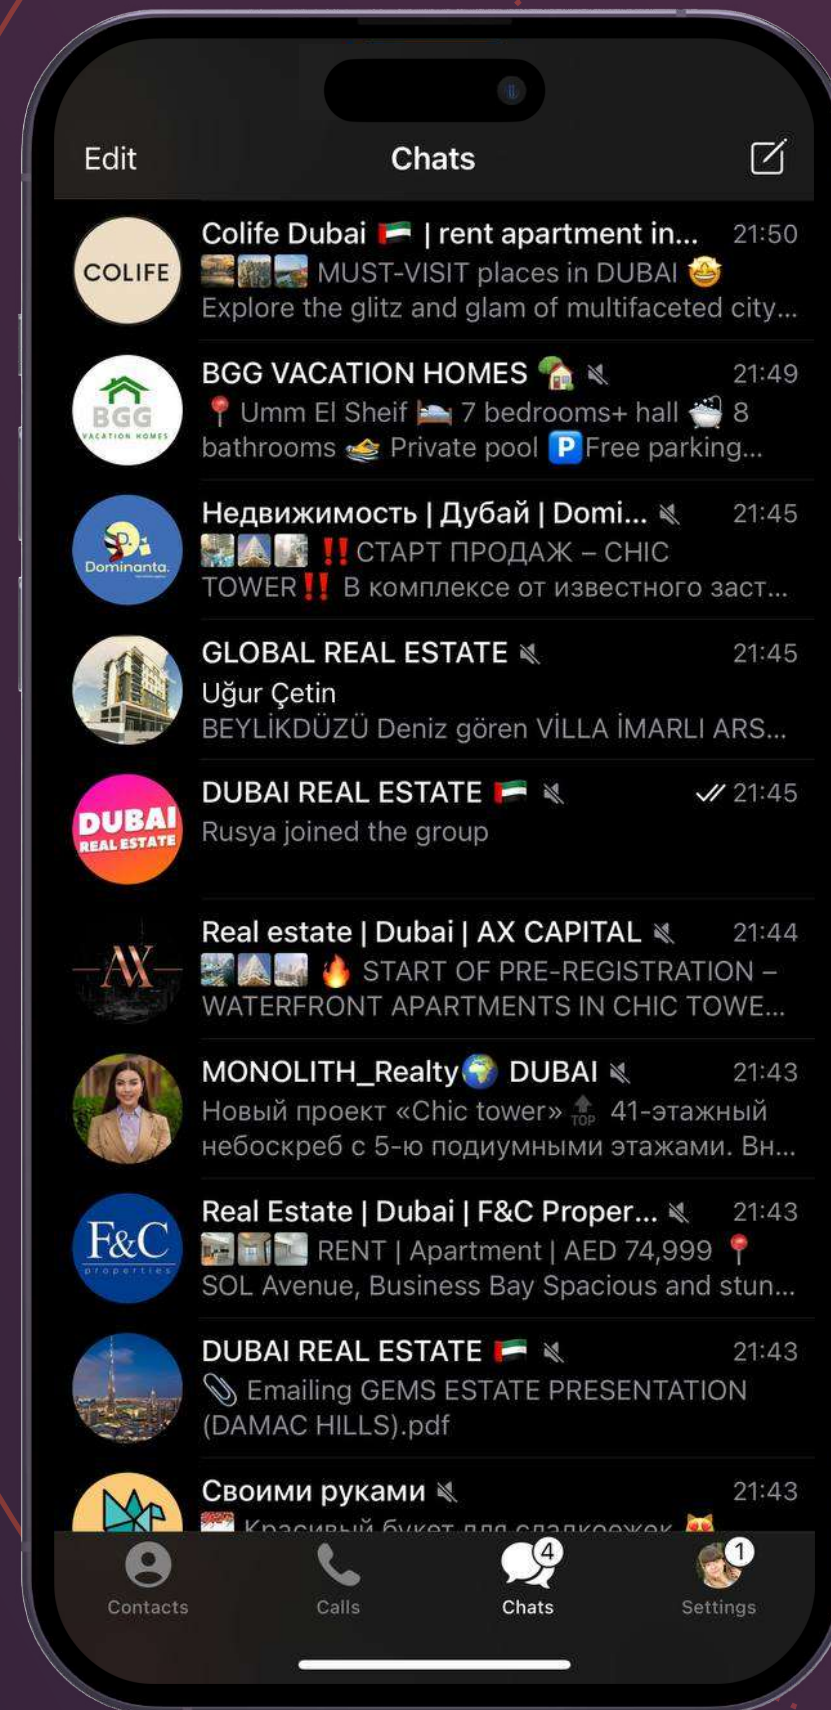 Edit
Chats
COLIFE
Colife Dubai 🇦🇪 | rent apartment in... 21:50
MUST-VISIT places in DUBAI 🤩
Explore the glitz and glam of multifaceted city...
BGG
VACATION HOMES
BGG VACATION HOMES 🏡 21:49
📍 Umm El Sheif 🛌 7 bedrooms+ hall 🛁 8
bathrooms 🏊 Private pool 🅿️Free parking...
D.
Dominanta.
Недвижимость | Дубай | Domi... 21:45
‼️СТАРТ ПРОДАЖ – CHIC
TOWER‼️ В комплексе от известного заст...
GLOBAL REAL ESTATE 21:45
Uğur Çetin
BEYLİKDÜZÜ Deniz gören VİLLA İMARLI ARS...
DUBAI
REAL ESTATE
DUBAI REAL ESTATE 🇦🇪 21:45
Rusya joined the group
AX
Real estate | Dubai | AX CAPITAL 21:44
🔥 START OF PRE-REGISTRATION –
WATERFRONT APARTMENTS IN CHIC TOWE...
MONOLITH_Realty🌍 DUBAI 21:43
Новый проект «Chic tower» 🔝 41-этажный
небоскреб с 5-ю подиумными этажами. Вн...
F&C
properties
Real Estate | Dubai | F&C Proper... 21:43
RENT | Apartment | AED 74,999 📍
SOL Avenue, Business Bay Spacious and stun...
DUBAI REAL ESTATE 🇦🇪 21:43
📎 Emailing GEMS ESTATE PRESENTATION
(DAMAC HILLS).pdf
Своими руками 21:43
Красивый букет для сладкоежек 😻
4
1
Contacts
Calls
Chats
Settings